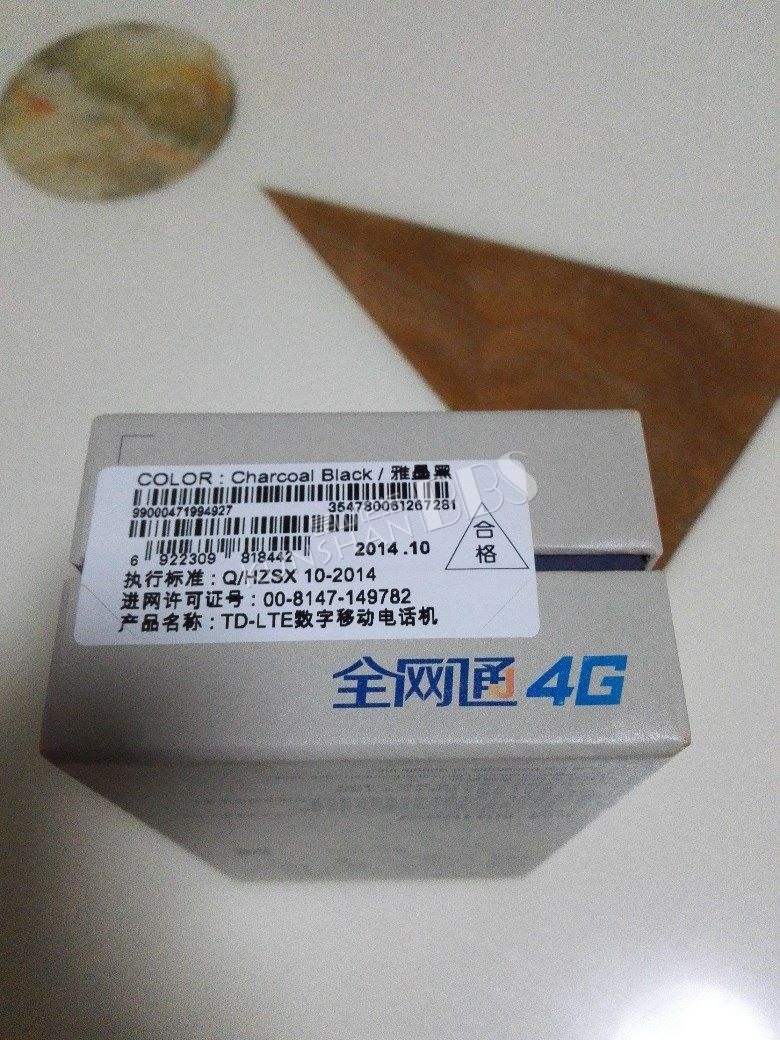 COLOR : Charcoal Black / 雅墨黑
99000471994927
354780061267281
6 922309 818442
2014.10
合格
执行标准 : Q/HZSX 10-2014
进网许可证号 : 00-8147-149782
产品名称 : TD-LTE数字移动电话机
全网通 4G